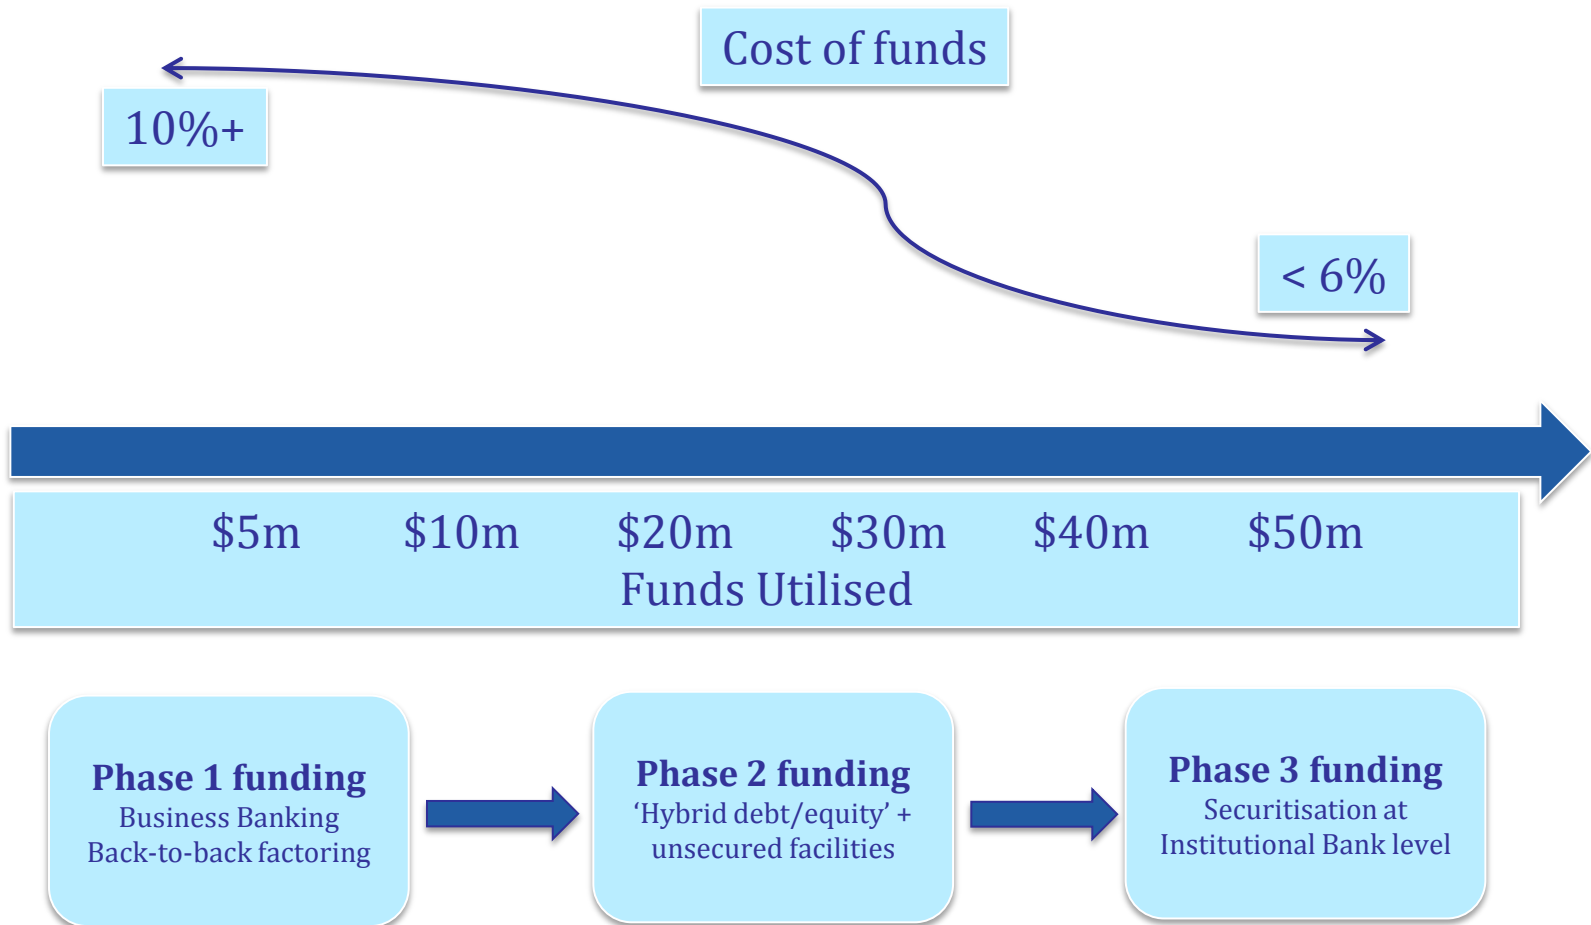 Cost of funds
10%+
< 6%
$5m $10m $20m $30m $40m $50m
Funds Utilised
Phase 1 funding
Business Banking
Back-to-back factoring
Phase 2 funding
‘Hybrid debt/equity’ +
unsecured facilities
Phase 3 funding
Securitisation at
Institutional Bank level